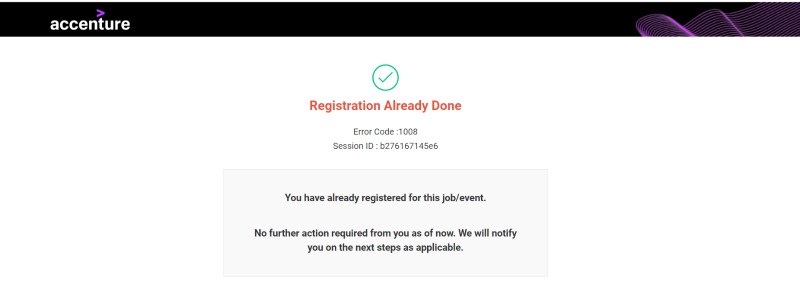 accenture
Registration Already Done
Error Code :1008
Session ID : b276167145e6
You have already registered for this job/event.
No further action required from you as of now. We will notify
you on the next steps as applicable.